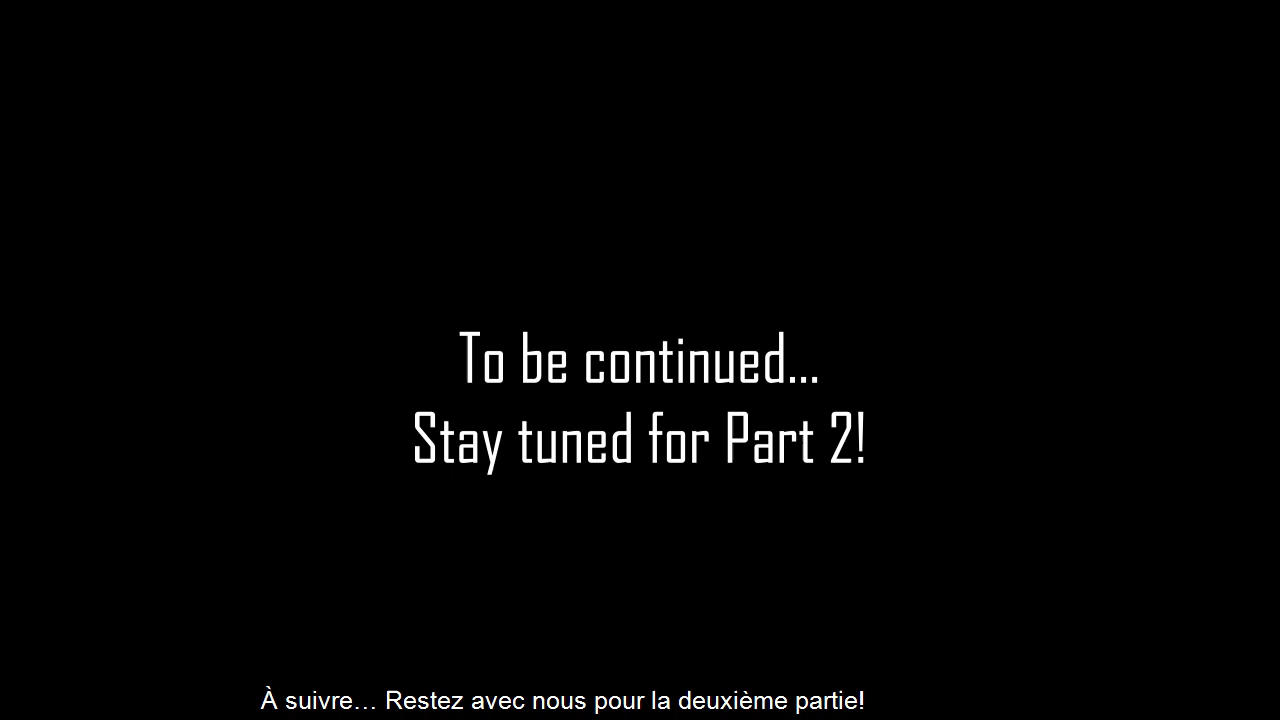 To be continued...
Stay tuned for Part 2!
À suivre… Restez avec nous pour la deuxième partie!